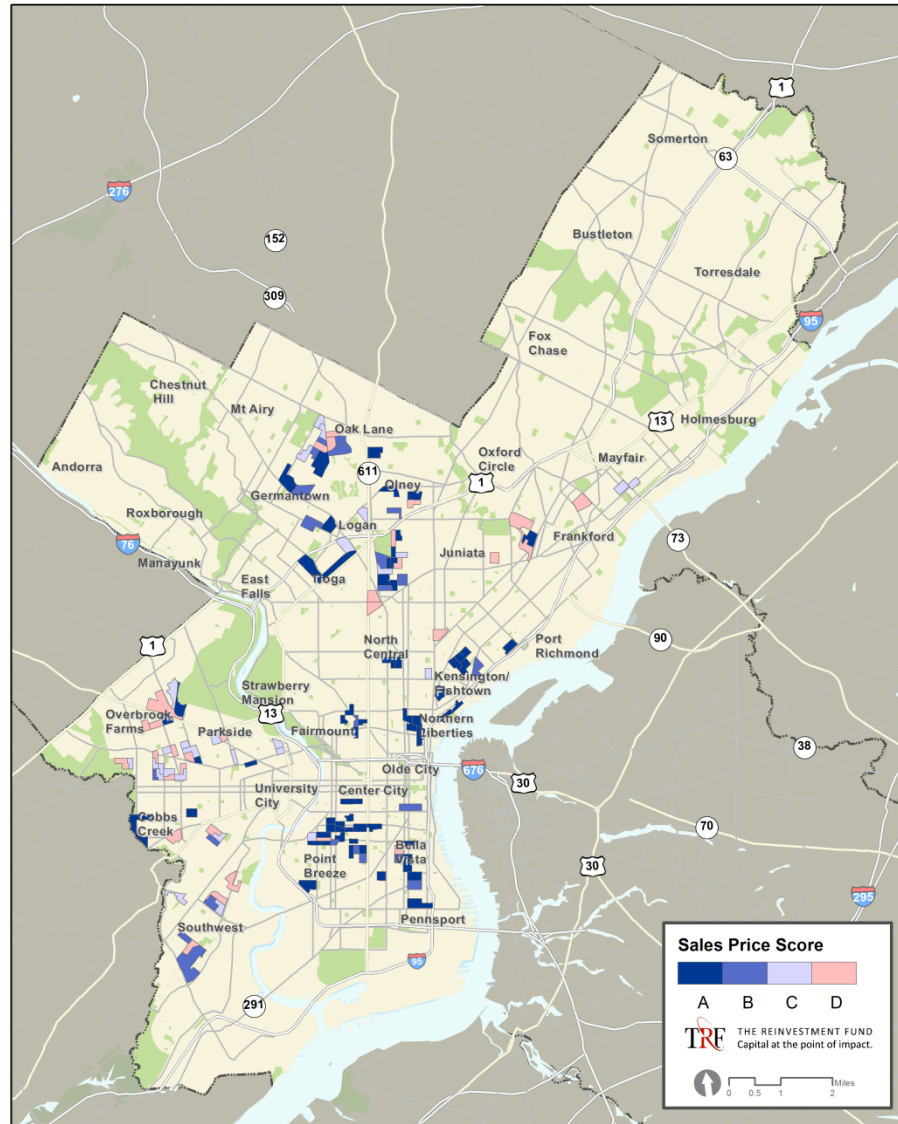 1
Somerton
63
276
152
Bustleton
Torresdale
309
95
Fox
Chase
Chestnut
Hill
Mt Airy
13
Holmesburg
Oak Lane
Oxford
Circle
Mayfair
Andorra
611
Olney
1
Germantown
Roxborough
Logan
Frankford
76
73
Manayunk
Juniata
East
Falls
Tioga
90
1
North
Central
Port
Richmond
Kensington/
Fishtown
Strawberry
Mansion
Overbrook
Farms
13
Parkside
Fairmount
Northern
Liberties
38
Olde City
676
30
University
City
Center City
Cobbs
Creek
70
Bella
Vista
Point
Breeze
30
295
Pennsport
Southwest
95
291
Sales Price Score
A B C D
TRF THE REINVESTMENT FUND
Capital at the point of impact.
Miles
0 0.5 1 2